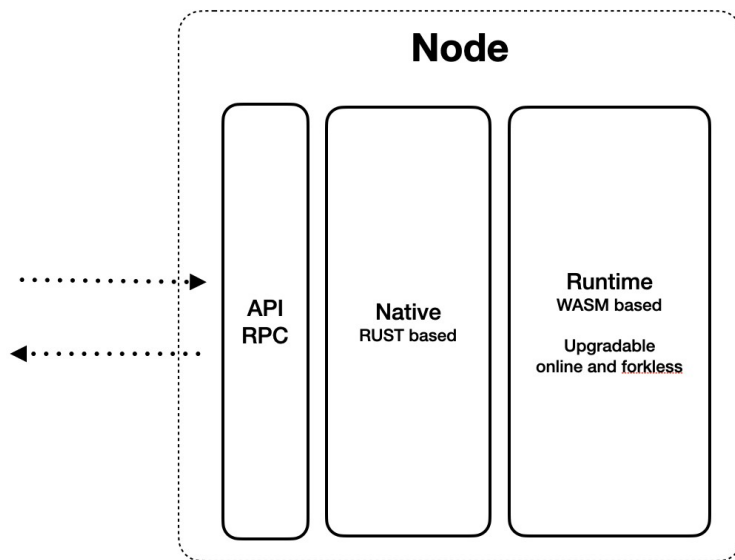 Node
API
RPC
Native
RUST based
Runtime
WASM based
Upgradable
online and forkless